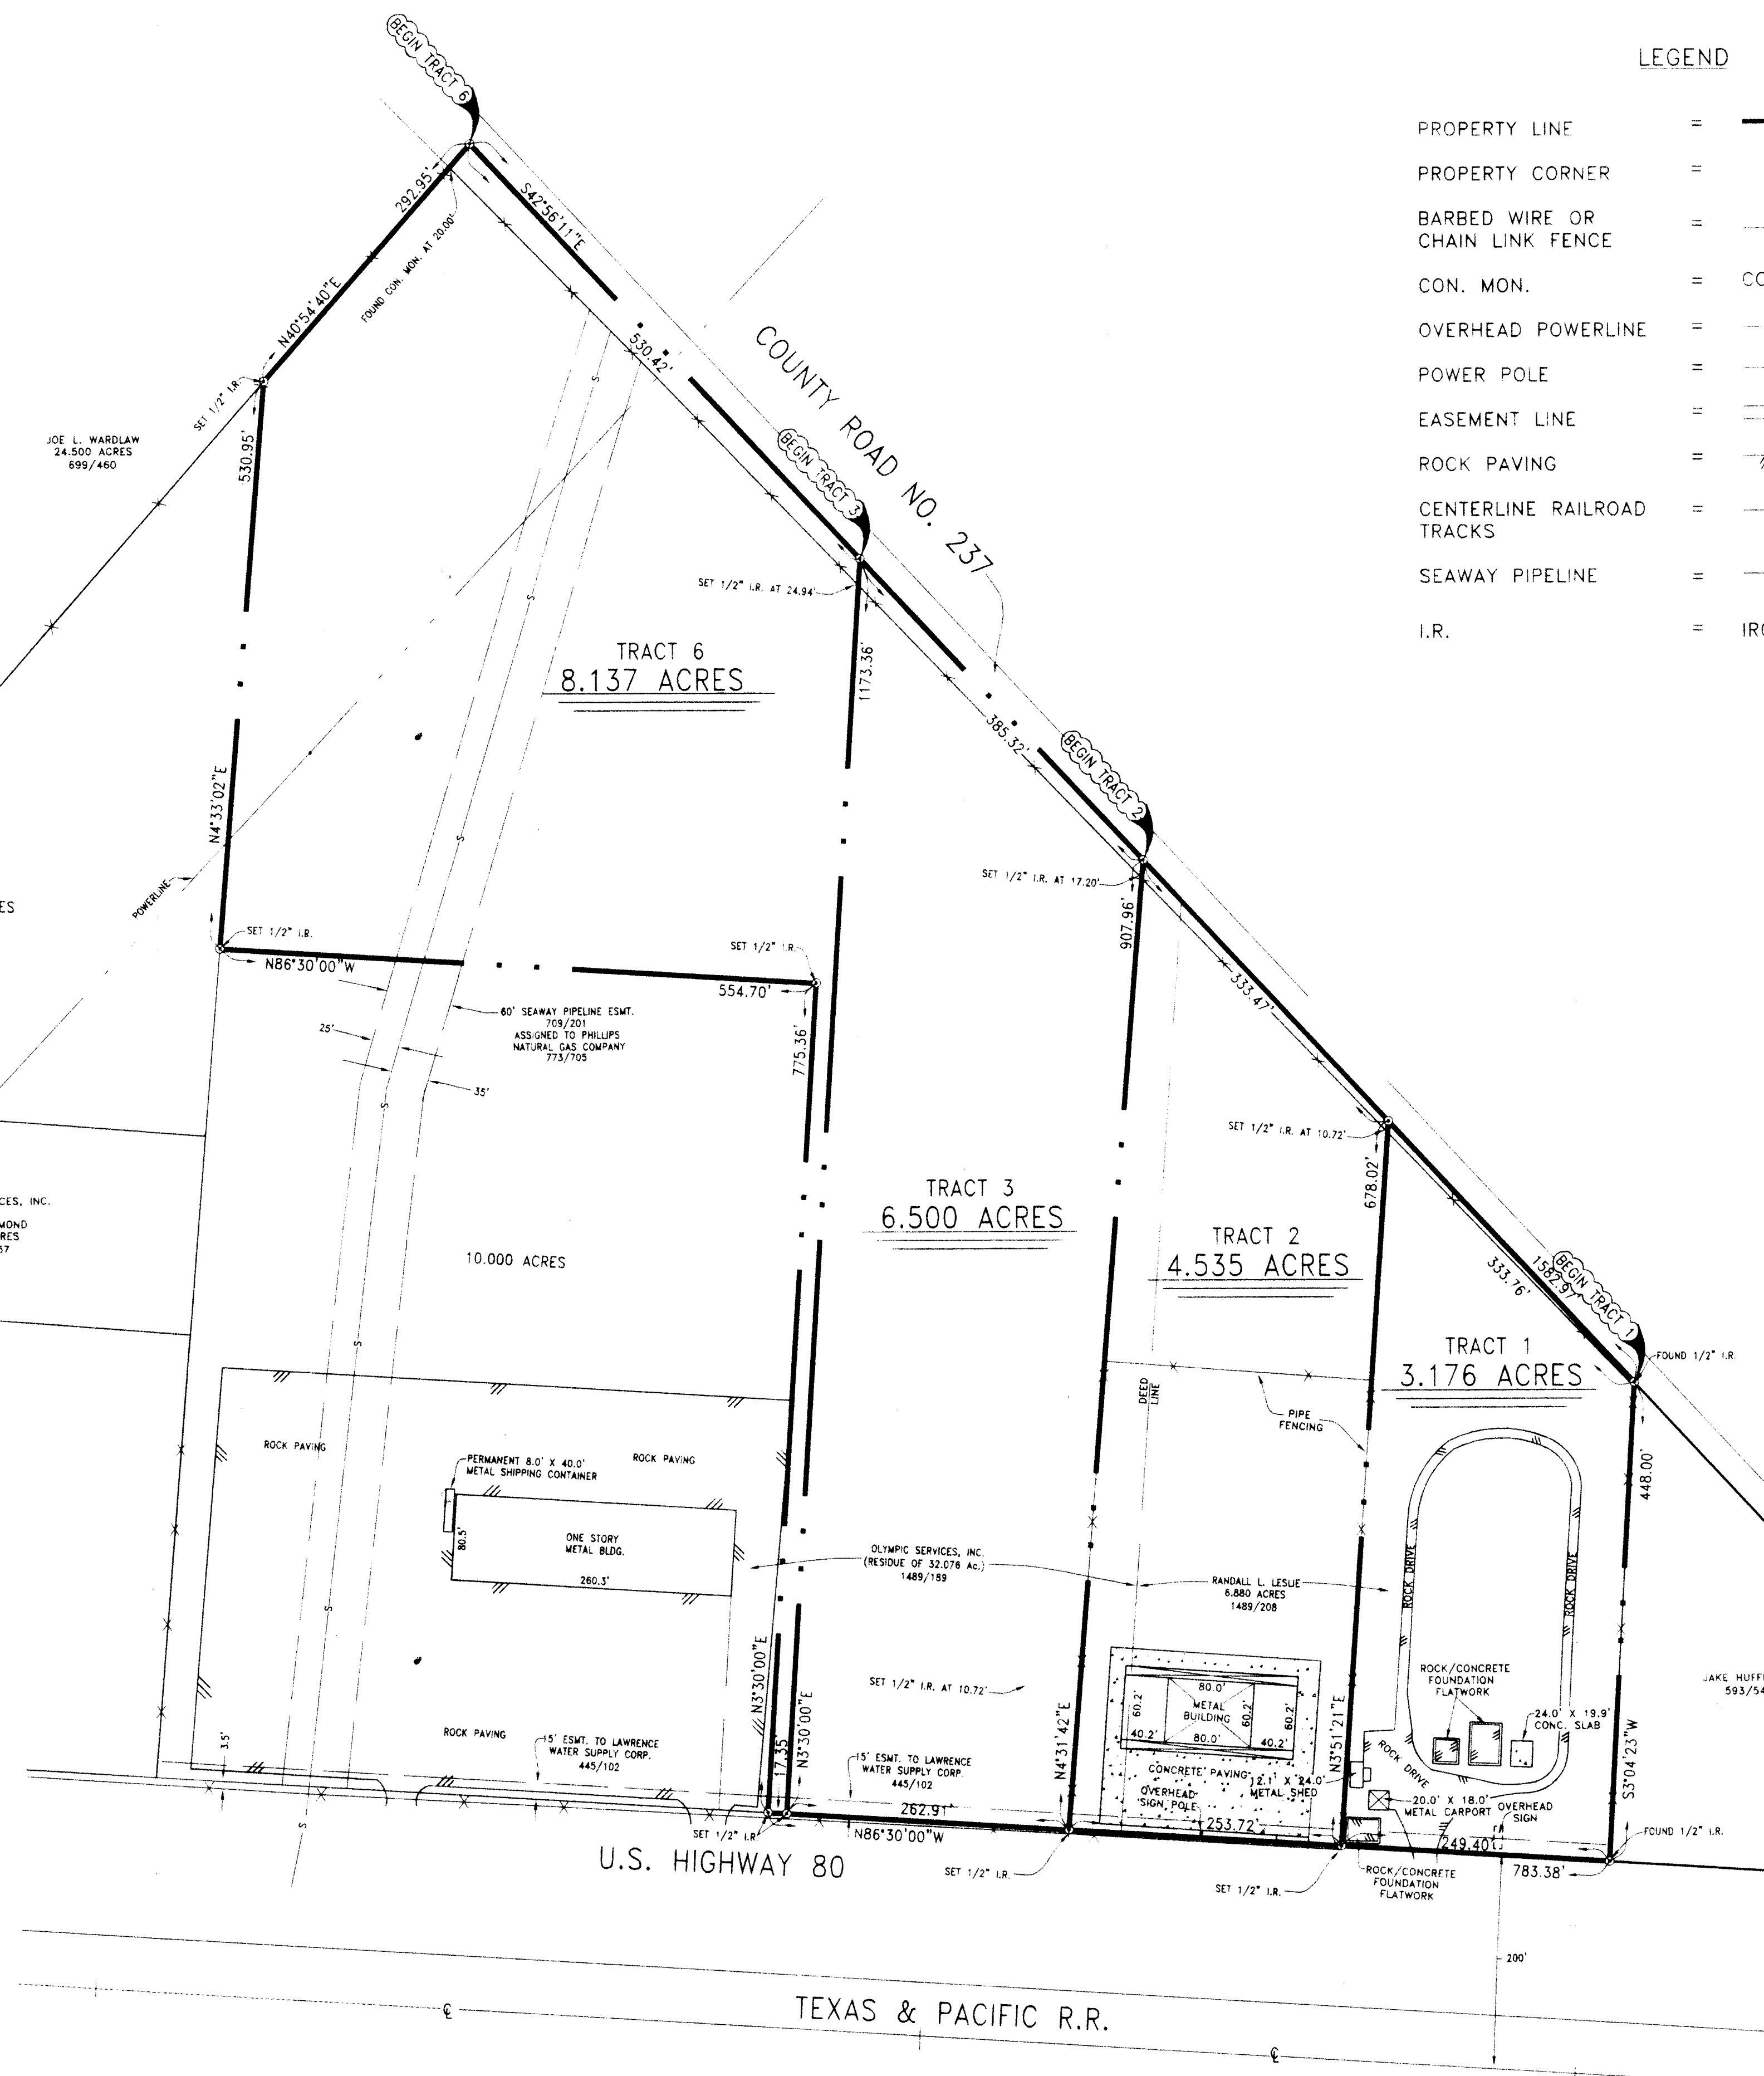 LEGEND
PROPERTY LINE =
PROPERTY CORNER =
BARBED WIRE OR
CHAIN LINK FENCE =
CON. MON. = CO
OVERHEAD POWERLINE =
POWER POLE =
EASEMENT LINE =
ROCK PAVING =
CENTERLINE RAILROAD
TRACKS =
SEAWAY PIPELINE =
I.R. = IRO
BEGIN TRACT 6
292.95'
N40°54'40"E
FOUND CON. MON. AT 20.00'
S42°56'11"E
530.42'
COUNTY ROAD NO. 237
SET 1/2" I.R.
JOE L. WARDLAW
24.500 ACRES
699/460
530.95'
N4°33'02"E
POWERLINE
BEGIN TRACT 3
SET 1/2" I.R. AT 24.94'
1173.36'
TRACT 6
8.137 ACRES
385.32'
BEGIN TRACT 2
SET 1/2" I.R. AT 17.20'
907.96'
333.47'
ES
SET 1/2" I.R.
N86°30'00"W
SET 1/2" I.R.
554.70'
775.36'
60' SEAWAY PIPELINE ESMT.
709/201
ASSIGNED TO PHILLIPS
NATURAL GAS COMPANY
773/705
25'
35'
S
S
S
S
S
S
S
SET 1/2" I.R. AT 10.72'
678.02'
CES, INC.
MOND
RES
57
10.000 ACRES
TRACT 3
6.500 ACRES
TRACT 2
4.535 ACRES
333.76'
1582.97'
BEGIN TRACT 1
FOUND 1/2" I.R.
TRACT 1
3.176 ACRES
448.00'
DEED
LINE
PIPE
FENCING
ROCK PAVING
PERMANENT 8.0' X 40.0'
METAL SHIPPING CONTAINER
ROCK PAVING
80.5'
ONE STORY
METAL BLDG.
260.3'
OLYMPIC SERVICES, INC.
(RESIDUE OF 32.076 Ac.)
1489/189
RANDALL L. LESLIE
6.880 ACRES
1489/208
ROCK DRIVE
ROCK DRIVE
ROCK/CONCRETE
FOUNDATION
FLATWORK
24.0' X 19.9'
CONC. SLAB
JAKE HUFF
593/54
N3°30'00"E
N3°30'00"E
17.35'
SET 1/2" I.R. AT 10.72'
N4°31'42"E
80.0'
60.2'
METAL
BUILDING
60.2'
60.2'
40.2'
80.0'
40.2'
N3°51'21"E
S3°04'23"W
ROCK DRIVE
3.5'
ROCK PAVING
15' ESMT. TO LAWRENCE
WATER SUPPLY CORP.
445/102
15' ESMT. TO LAWRENCE
WATER SUPPLY CORP.
445/102
CONCRETE PAVING
12.1' X 24.0'
METAL SHED
OVERHEAD
SIGN POLE
20.0' X 18.0'
METAL CARPORT
OVERHEAD
SIGN
262.91'
253.72'
249.40'
FOUND 1/2" I.R.
SET 1/2" I.R.
N86°30'00"W
783.38'
U.S. HIGHWAY 80
SET 1/2" I.R.
SET 1/2" I.R.
ROCK/CONCRETE
FOUNDATION
FLATWORK
200'
TEXAS & PACIFIC R.R.